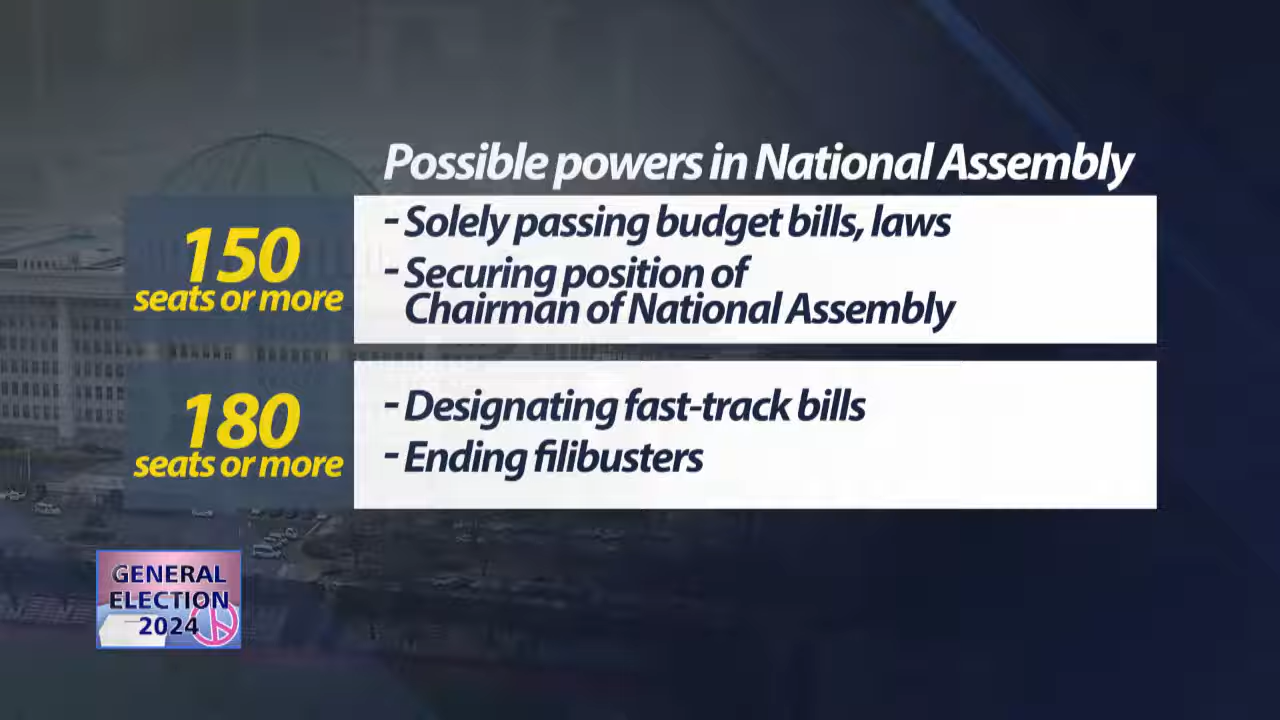 Possible powers in National Assembly
150
seats or more
- Solely passing budget bills, laws
- Securing position of
Chairman of National Assembly
180
seats or more
- Designating fast-track bills
- Ending filibusters
GENERAL
ELECTION
2024